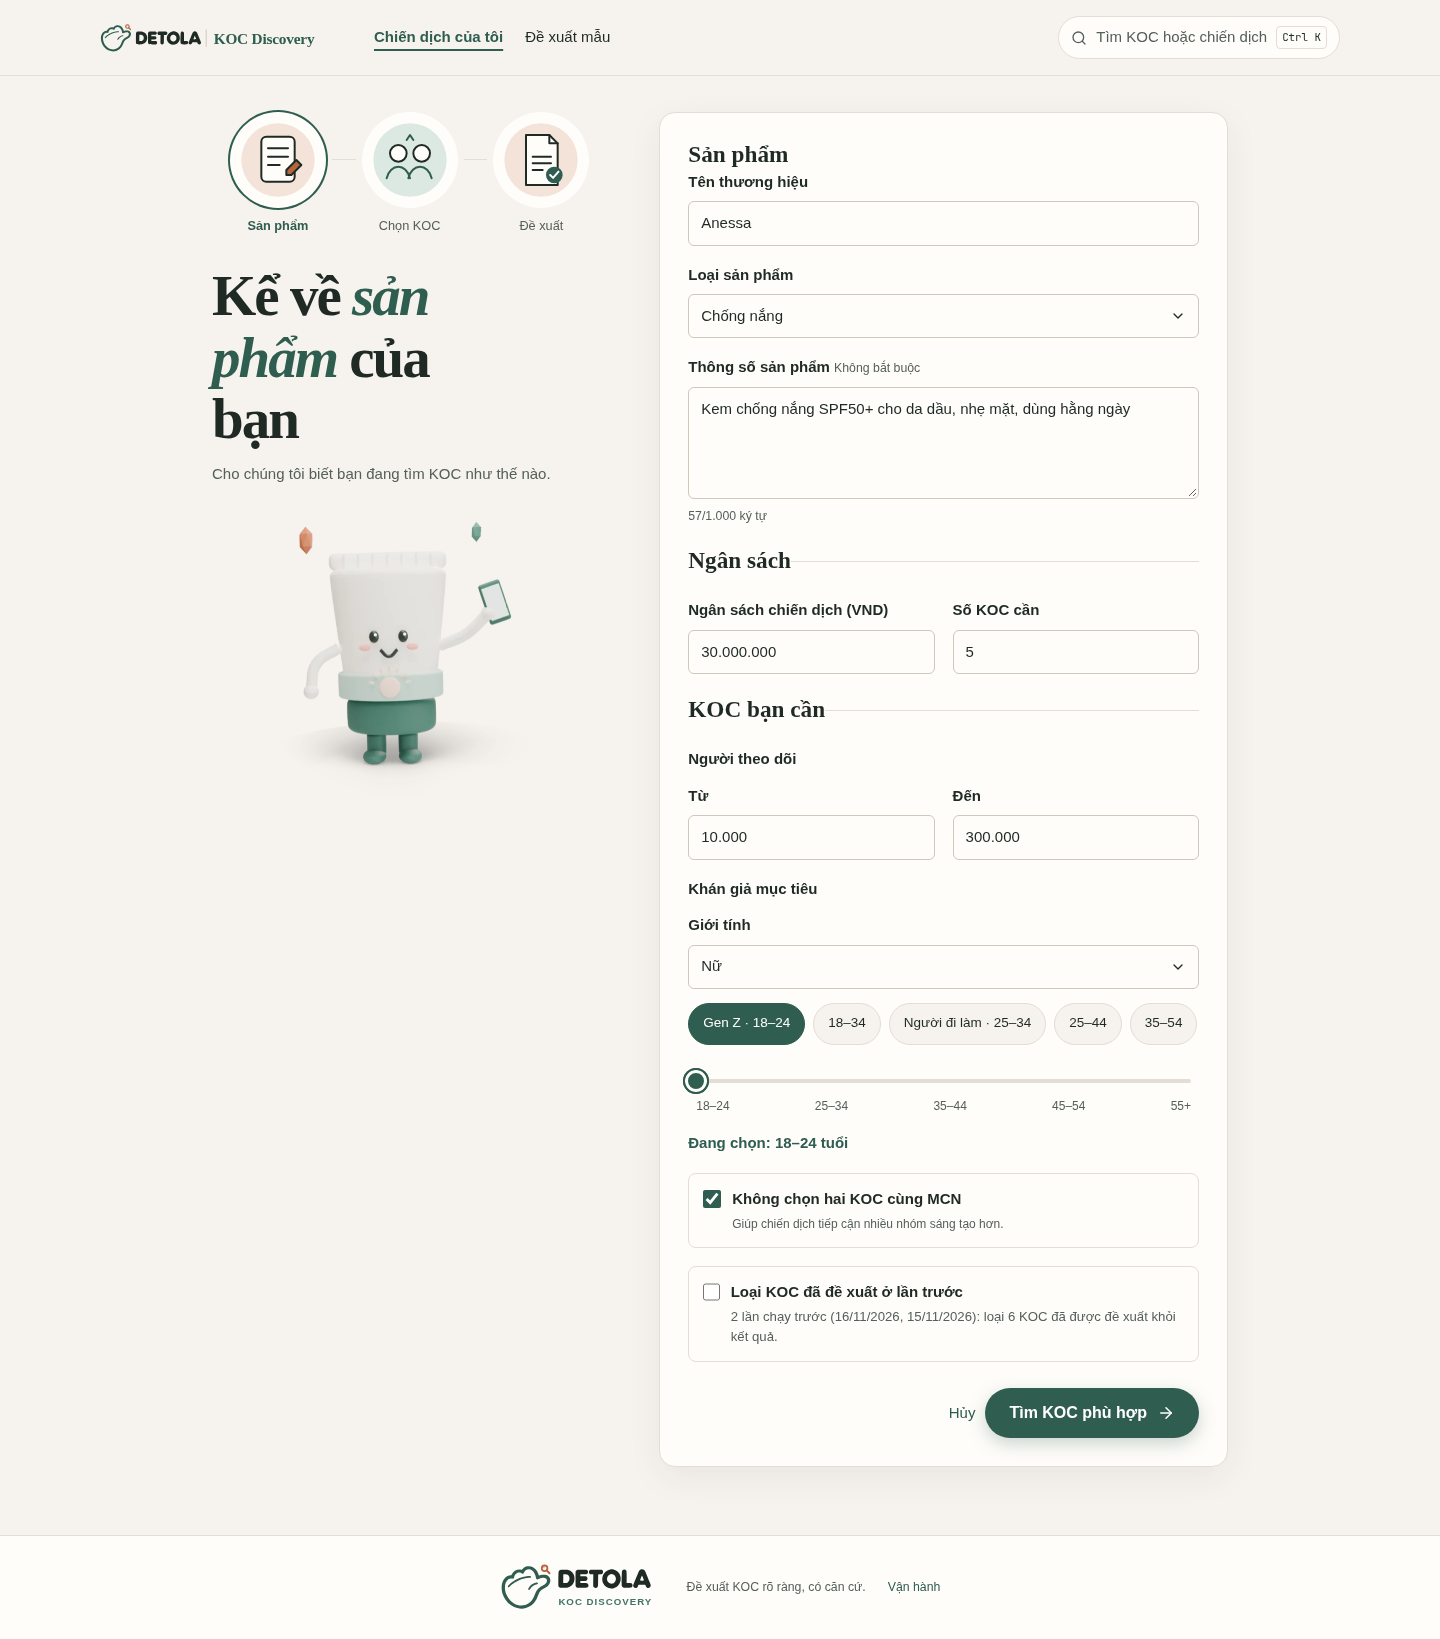 DETOLA KOC Discovery
Chiến dịch của tôi
Đề xuất mẫu
Tìm KOC hoặc chiến dịch
Ctrl K
Sản phẩm
Chọn KOC
Đề xuất
Kể về sản
phẩm của
bạn
Cho chúng tôi biết bạn đang tìm KOC như thế nào.
Sản phẩm
Tên thương hiệu
Anessa
Loại sản phẩm
Chống nắng
Thông số sản phẩm Không bắt buộc
Kem chống nắng SPF50+ cho da dầu, nhẹ mặt, dùng hằng ngày
57/1.000 ký tự
Ngân sách
Ngân sách chiến dịch (VND)
Số KOC cần
30.000.000
5
KOC bạn cần
Người theo dõi
Từ
Đến
10.000
300.000
Khán giả mục tiêu
Giới tính
Nữ
Gen Z · 18–24
18–34
Người đi làm · 25–34
25–44
35–54
18–24
25–34
35–44
45–54
55+
Đang chọn: 18–24 tuổi
Không chọn hai KOC cùng MCN
Giúp chiến dịch tiếp cận nhiều nhóm sáng tạo hơn.
Loại KOC đã đề xuất ở lần trước
2 lần chạy trước (16/11/2026, 15/11/2026): loại 6 KOC đã được đề xuất khỏi
kết quả.
Hủy
Tìm KOC phù hợp
DETOLA
KOC DISCOVERY
Đề xuất KOC rõ ràng, có căn cứ.
Vận hành